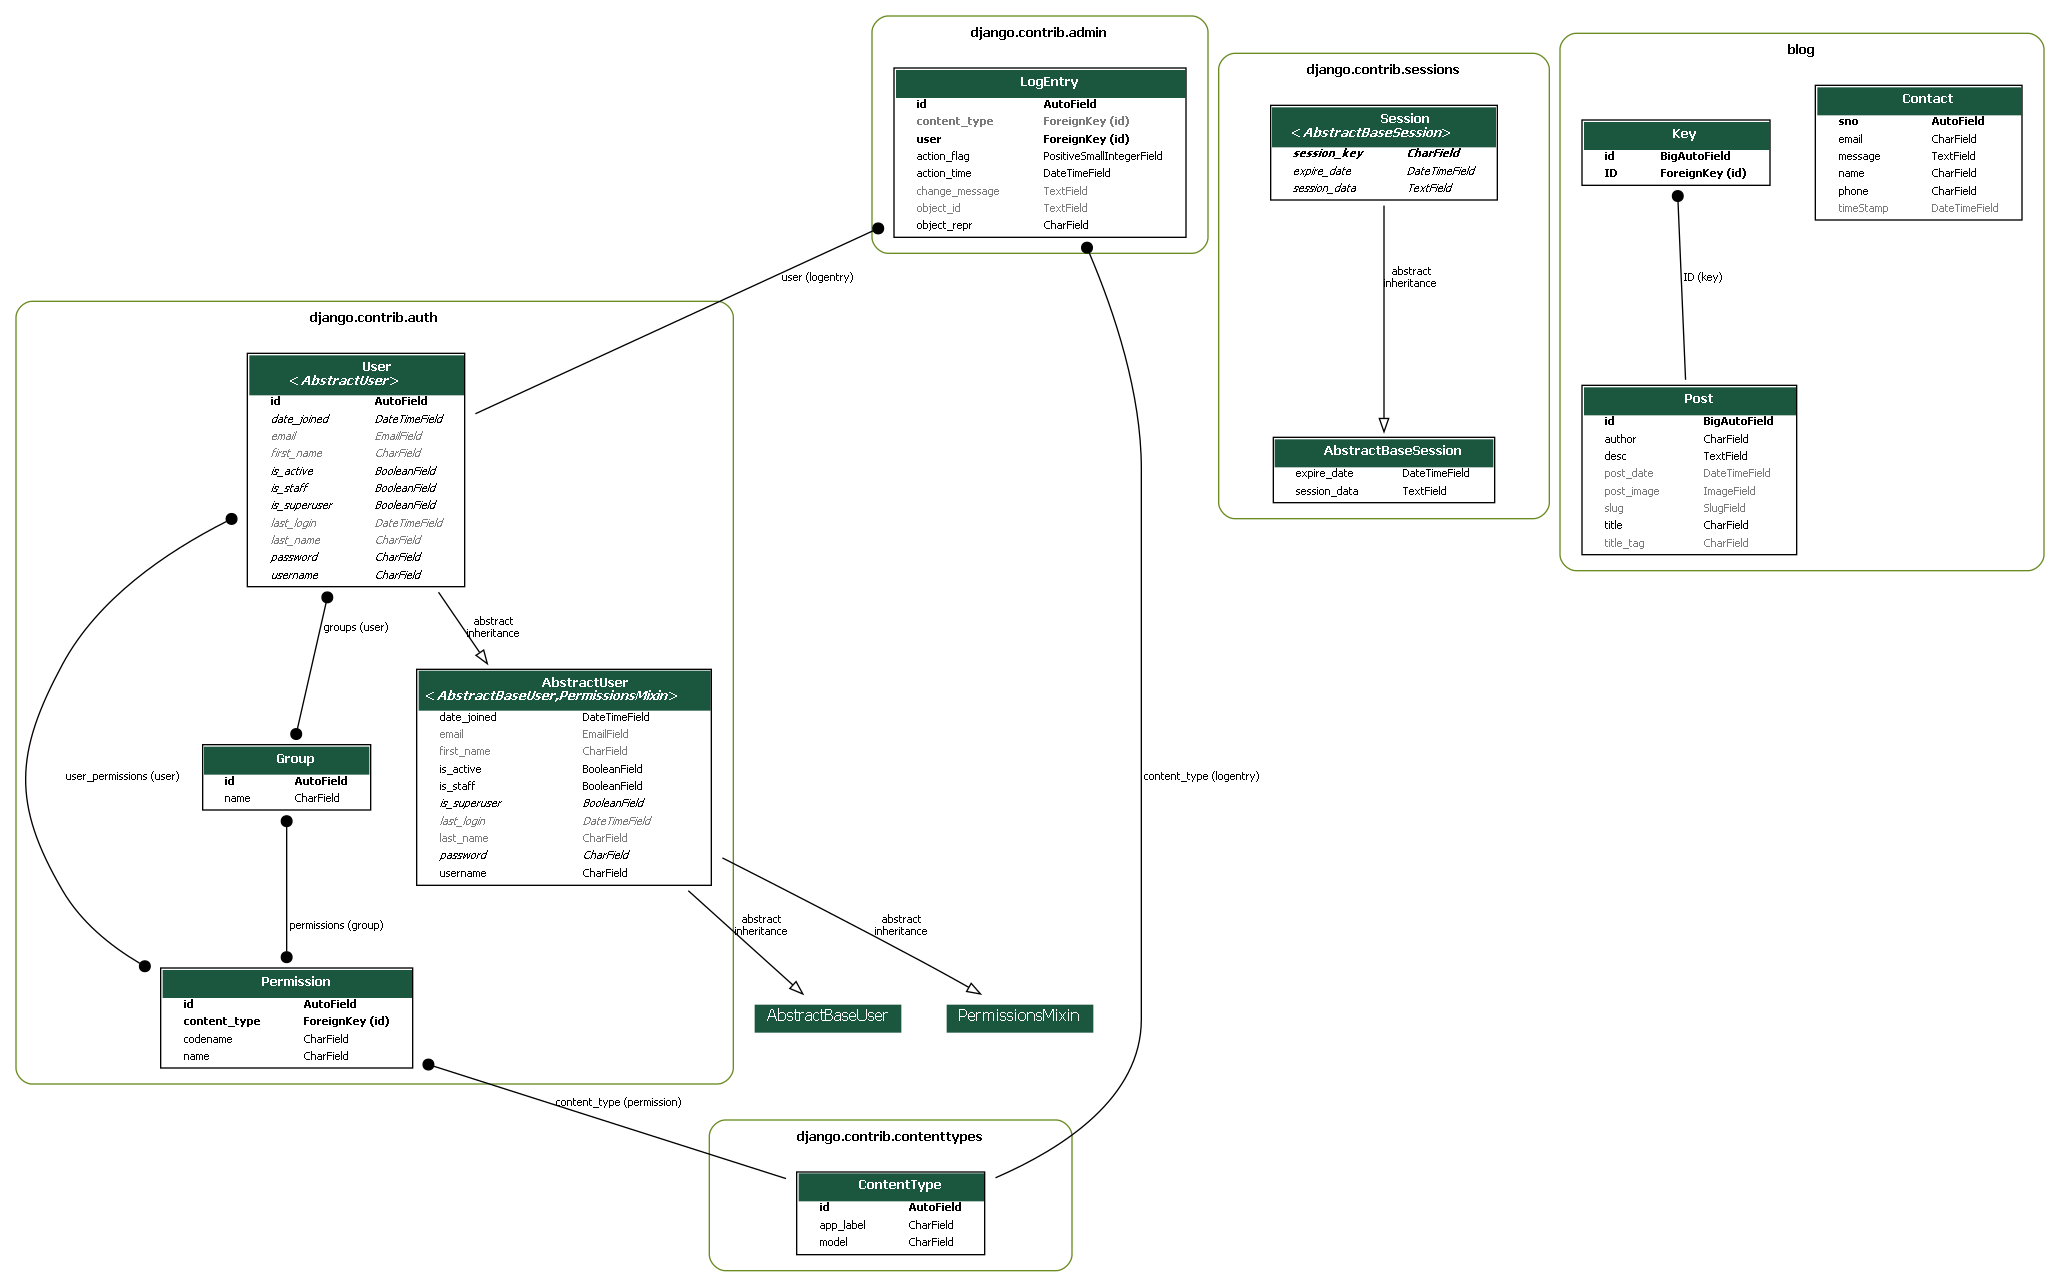 django.contrib.admin
LogEntry
id AutoField
content_type ForeignKey (id)
user ForeignKey (id)
action_flag PositiveSmallIntegerField
action_time DateTimeField
change_message TextField
object_id TextField
object_repr CharField
django.contrib.sessions
Session
<AbstractBaseSession>
session_key CharField
expire_date DateTimeField
session_data TextField
abstract
inheritance
AbstractBaseSession
expire_date DateTimeField
session_data TextField
blog
Key
id BigAutoField
ID ForeignKey (id)
Contact
sno AutoField
email CharField
message TextField
name CharField
phone CharField
timeStamp DateTimeField
ID (key)
Post
id BigAutoField
author CharField
desc TextField
post_date DateTimeField
post_image ImageField
slug SlugField
title CharField
title_tag CharField
user (logentry)
django.contrib.auth
User
<AbstractUser>
id AutoField
date_joined DateTimeField
email EmailField
first_name CharField
is_active BooleanField
is_staff BooleanField
is_superuser BooleanField
last_login DateTimeField
last_name CharField
password CharField
username CharField
groups (user)
abstract
inheritance
AbstractUser
<AbstractBaseUser,PermissionsMixin>
date_joined DateTimeField
email EmailField
first_name CharField
is_active BooleanField
is_staff BooleanField
is_superuser BooleanField
last_login DateTimeField
last_name CharField
password CharField
username CharField
Group
id AutoField
name CharField
user_permissions (user)
content_type (logentry)
permissions (group)
abstract
inheritance
abstract
inheritance
Permission
id AutoField
content_type ForeignKey (id)
codename CharField
name CharField
AbstractBaseUser
PermissionsMixin
content_type (permission)
django.contrib.contenttypes
ContentType
id AutoField
app_label CharField
model CharField